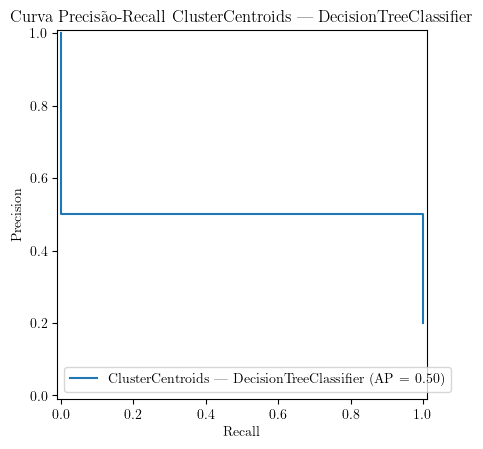 Curva Precisão-Recall ClusterCentroids — DecisionTreeClassifier
1.0
0.8
0.6
0.4
0.2
0.0
Precision
ClusterCentroids — DecisionTreeClassifier (AP = 0.50)
0.0 0.2 0.4 0.6 0.8 1.0
Recall